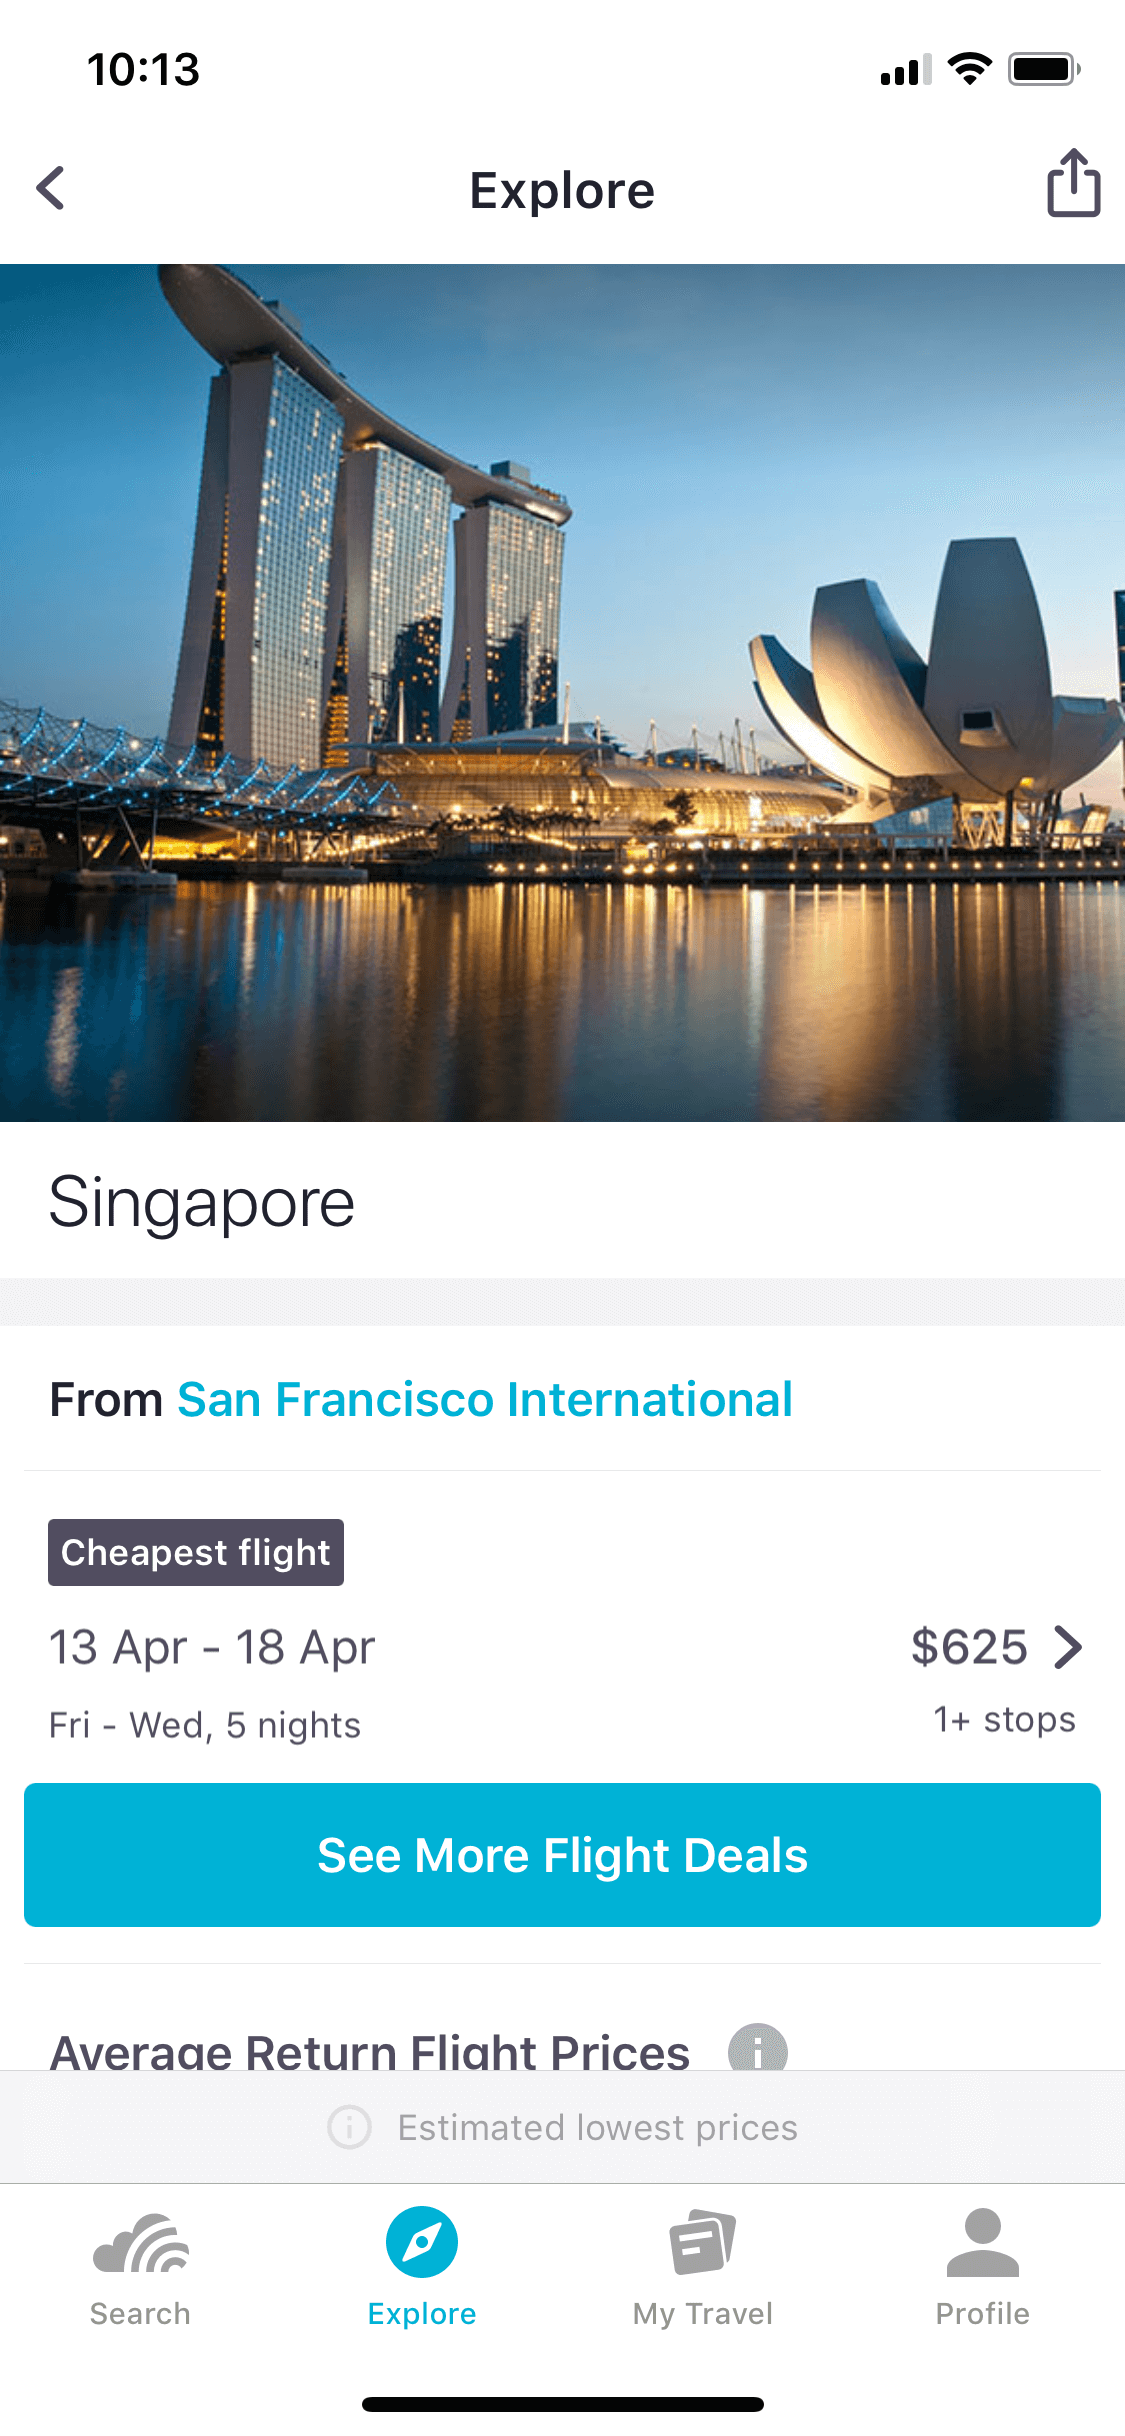 10:13
Explore
Singapore
From San Francisco International
Cheapest flight
13 Apr - 18 Apr
$625
Fri - Wed, 5 nights
1+ stops
See More Flight Deals
Average Return Flight Prices
Estimated lowest prices
Search
Explore
My Travel
Profile